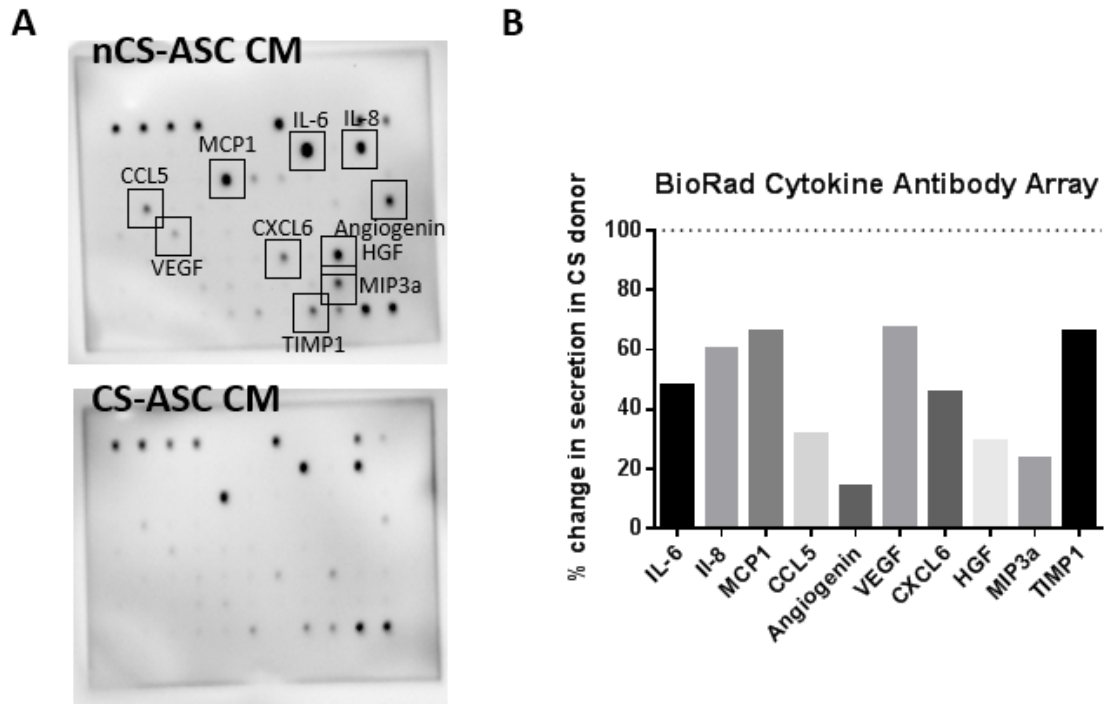 A
nCS-ASC CM
IL-6
IL-8
MCP1
CCL5
CXCL6
Angiogenin
VEGF
HGF
MIP3a
TIMP1
CS-ASC CM
B
BioRad Cytokine Antibody Array
% change in secretion in CS donor
100
80
60
40
20
0
IL-6
Il-8
MCP1
CCL5
Angiogenin
VEGF
CXCL6
HGF
MIP3a
TIMP1